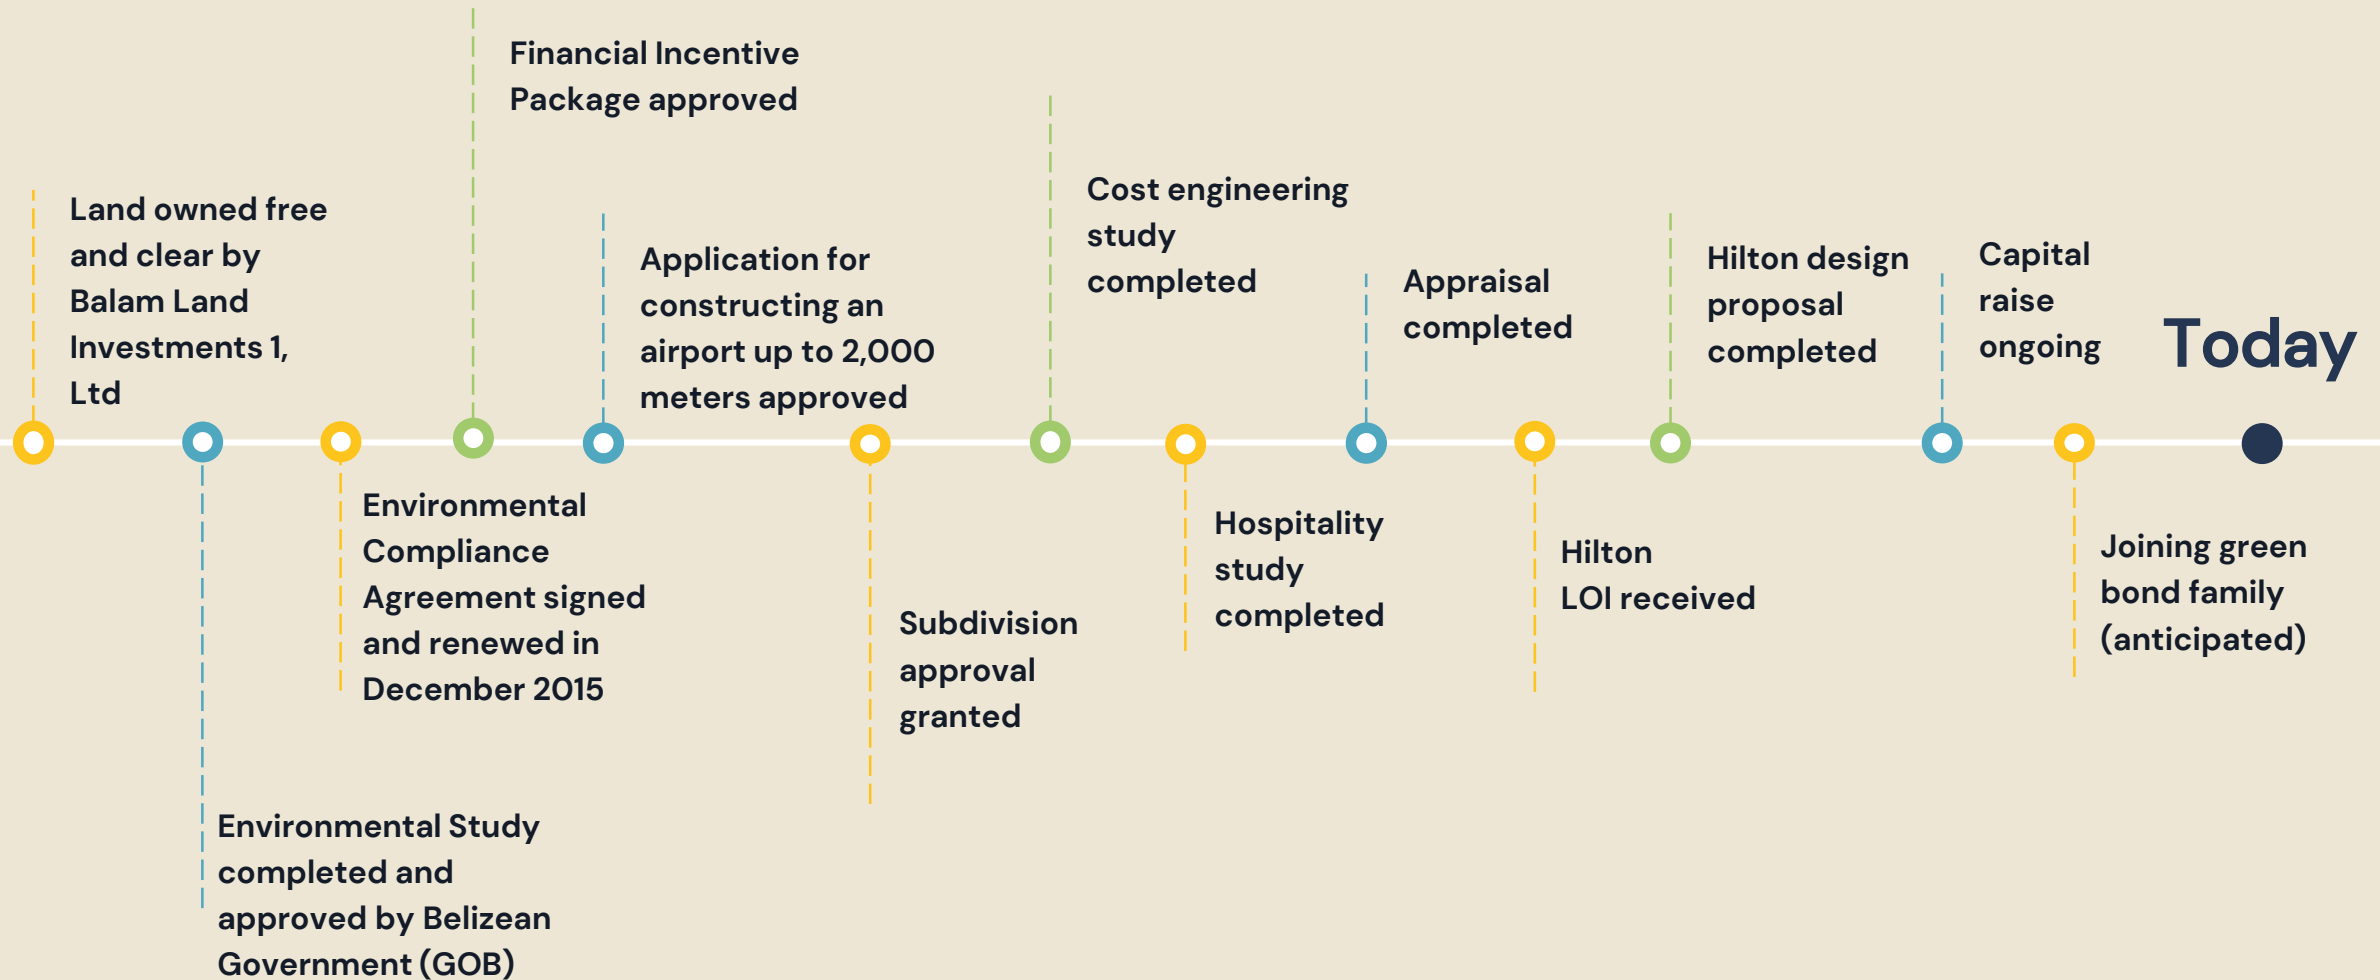 Financial Incentive
Package approved
Land owned free
and clear by
Balam Land
Investments 1,
Ltd
Application for
constructing an
airport up to 2,000
meters approved
Cost engineering
study
completed
Appraisal
completed
Hilton design
proposal
completed
Capital
raise
ongoing
Today
Environmental
Compliance
Agreement signed
and renewed in
December 2015
Environmental Study
completed and
approved by Belizean
Government (GOB)
Subdivision
approval
granted
Hospitality
study
completed
Hilton
LOI received
Joining green
bond family
(anticipated)